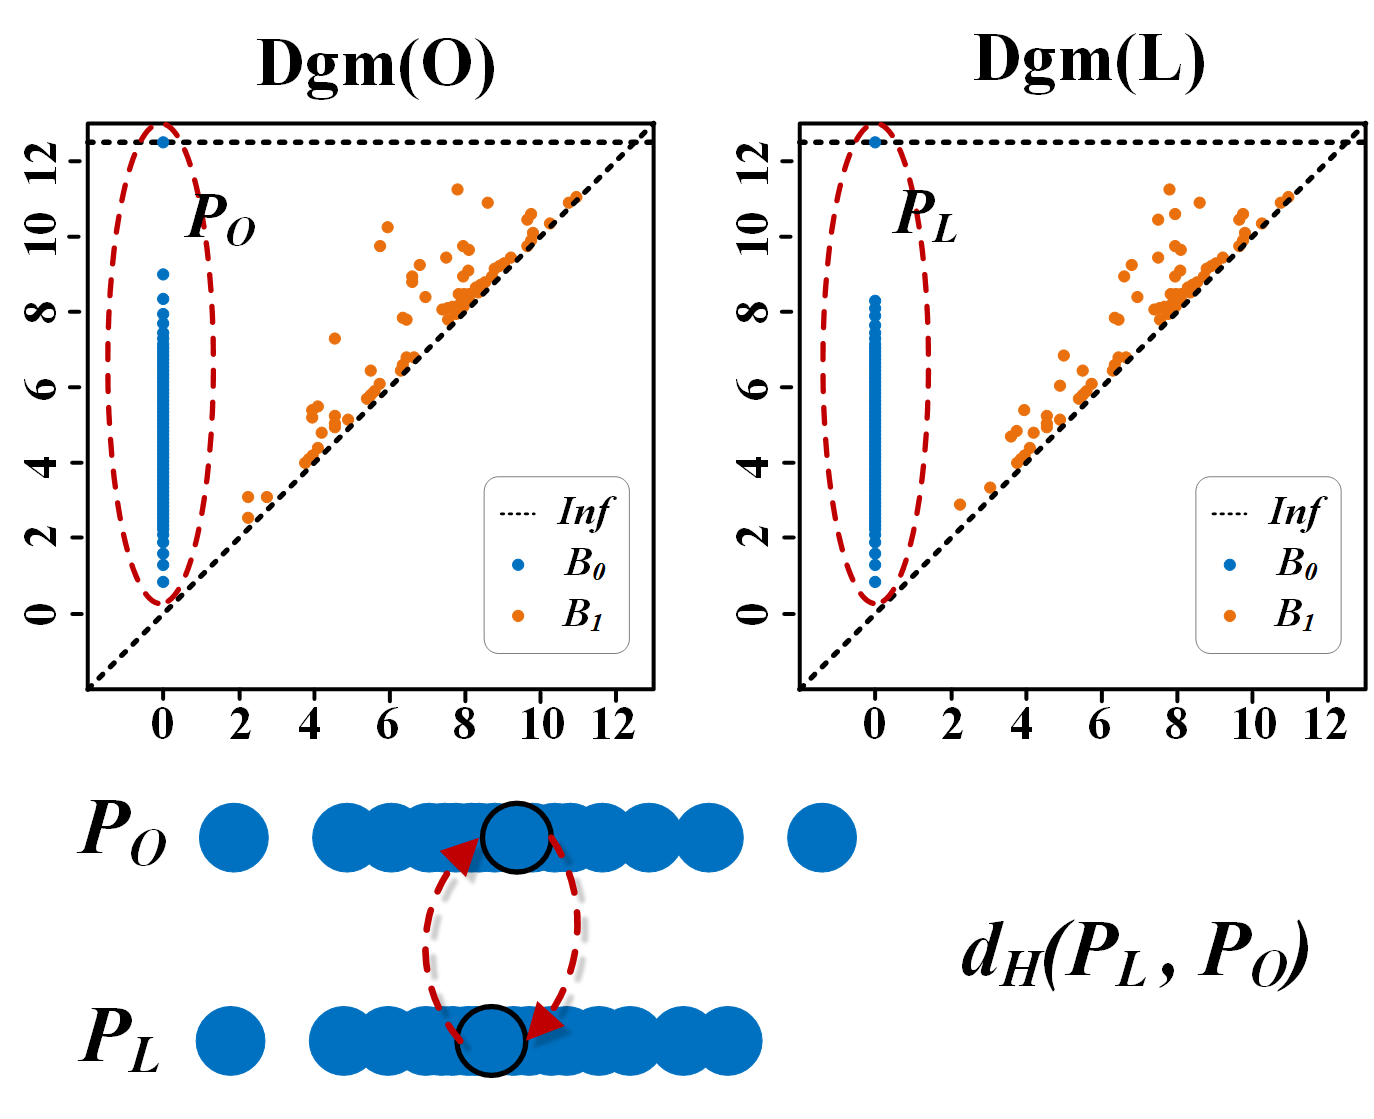 Dgm(O)
Dgm(L)
12
10
8
6
4
2
0
P_O
Inf
B_0
B_1
0 2 4 6 8 10 12
12
10
8
6
4
2
0
P_L
Inf
B_0
B_1
0 2 4 6 8 10 12
P_O
P_L
d_H(P_L , P_O)